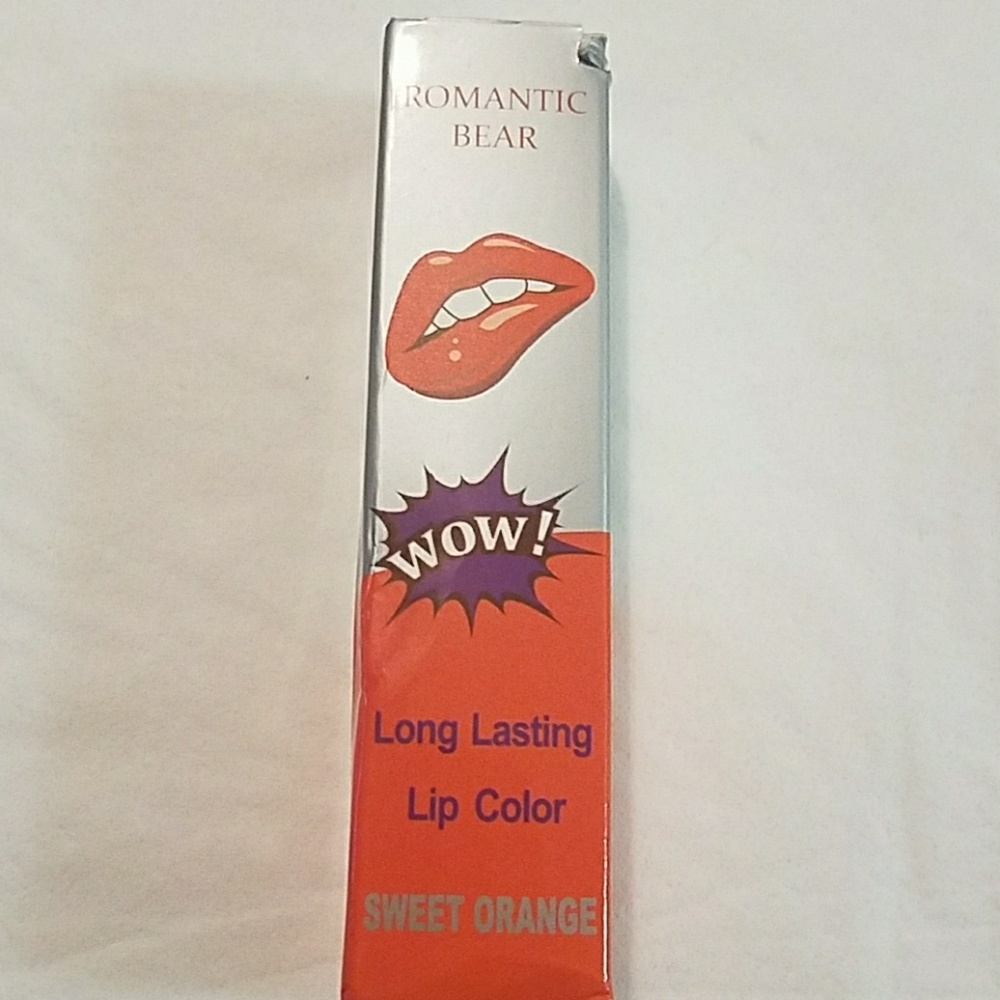 ROMANTIC
BEAR
WOW!
Long Lasting
Lip Color
SWEET ORANGE